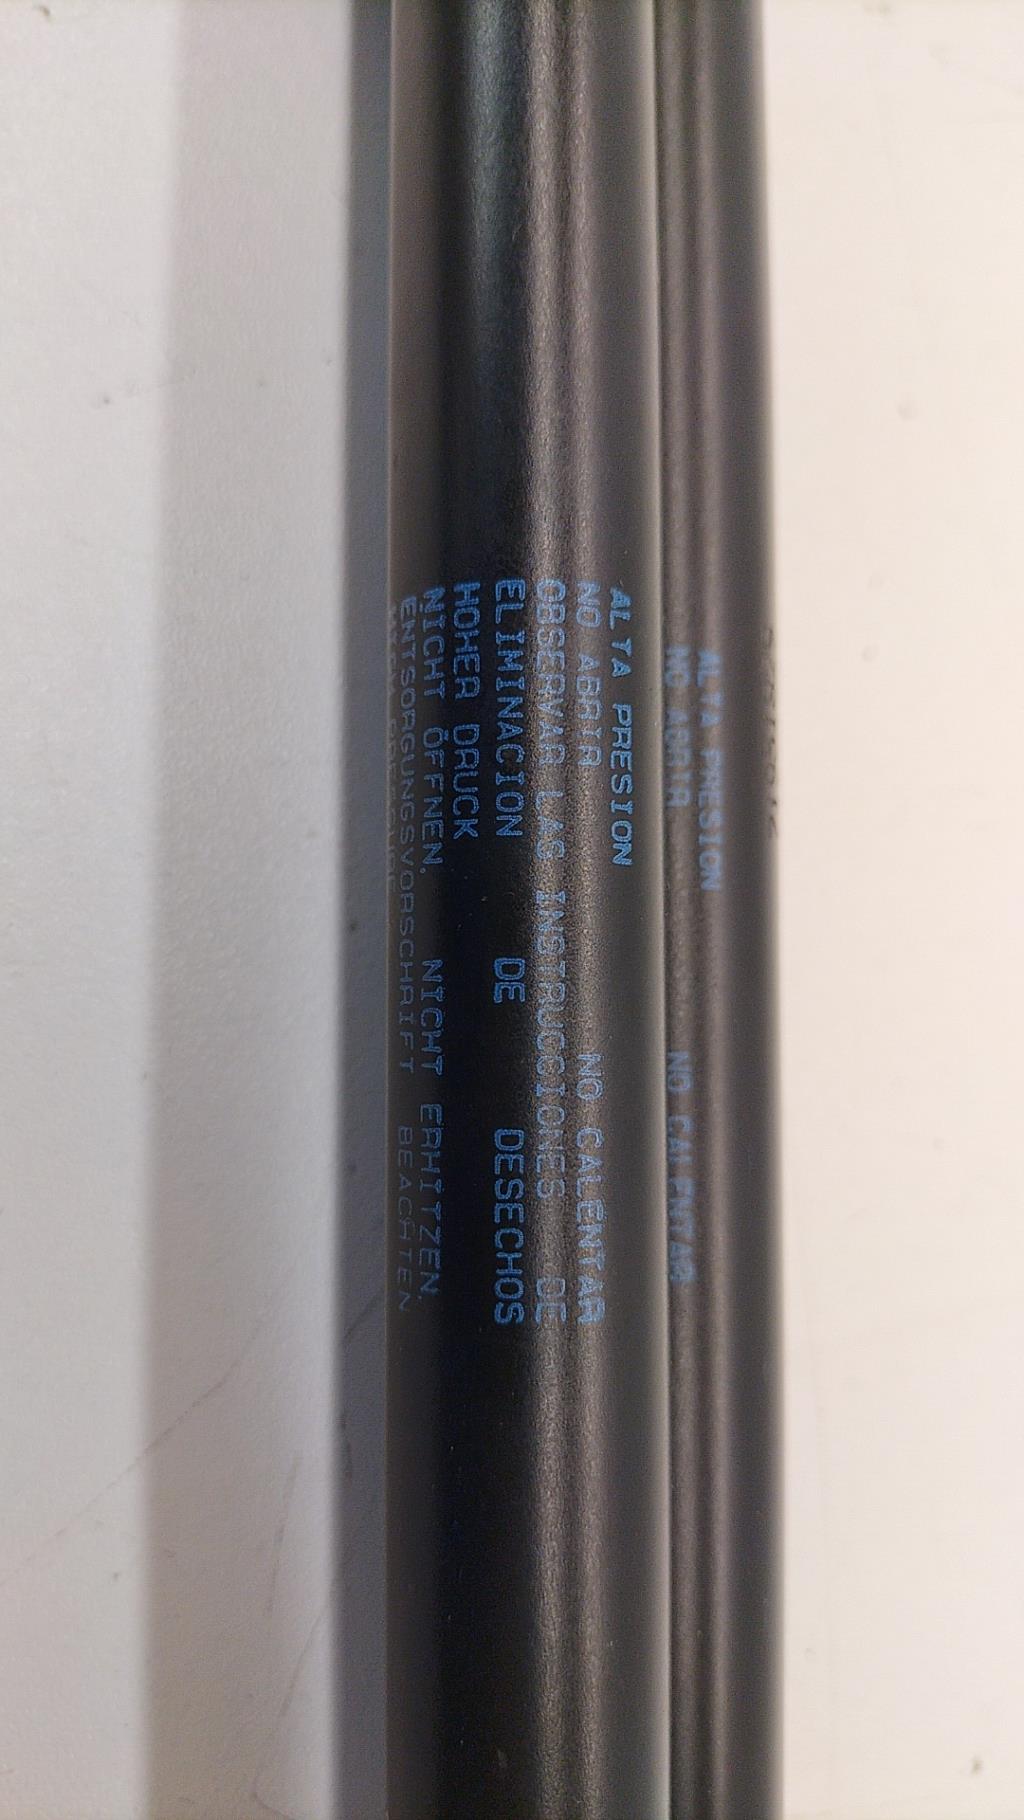 ALTA PRESION
NO ABRIR NO CALENTAR
OBSERVAR LAS INSTRUCCIONES DE
ELIMINACION DE DESECHOS
HOHER DRUCK
NICHT ÖFFNEN. NICHT ERHITZEN.
ENTSORGUNGSVORSCHRIFT BEACHTEN
ALTA PRESION
NO ABRIR NO CALENTAR